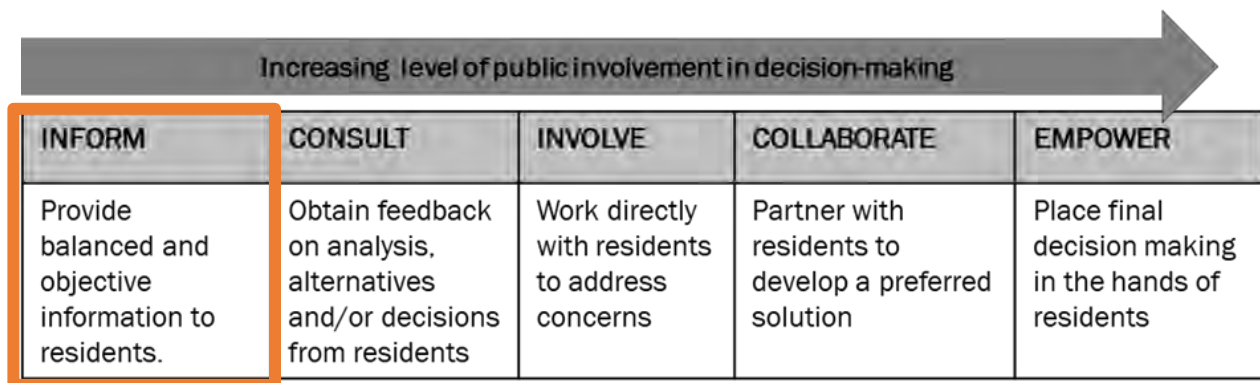 Increasing level of public involvement in decision-making
INFORM
CONSULT
INVOLVE
COLLABORATE
EMPOWER
Provide
balanced and
objective
information to
residents.
Obtain feedback
on analysis,
alternatives
and/or decisions
from residents
Work directly
with residents
to address
concerns
Partner with
residents to
develop a preferred
solution
Place final
decision making
in the hands of
residents